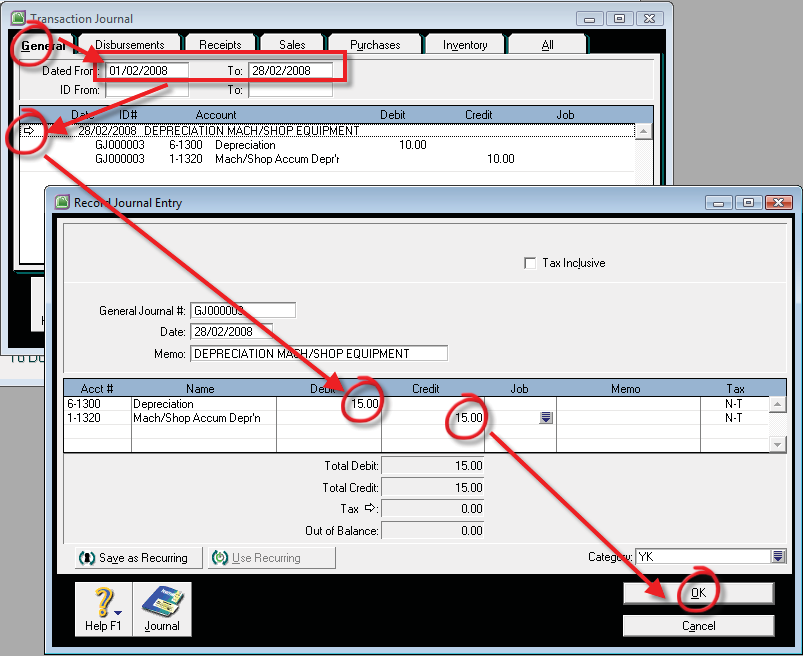 Transaction Journal
General Disbursements Receipts Sales Purchases Inventory All
Dated From: 01/02/2008 To: 28/02/2008
ID From: To:
Date ID# Account Debit Credit Job
28/02/2008 DEPRECIATION MACH/SHOP EQUIPMENT
GJ000003 6-1300 Depreciation 10.00
GJ000003 1-1320 Mach/Shop Accum Depr'r 10.00
Record Journal Entry
Tax Inclusive
General Journal #: GJ000003
Date: 28/02/2008
Memo: DEPRECIATION MACH/SHOP EQUIPMENT
Acct # Name Debit Credit Job Memo Tax
6-1300 Depreciation 15.00 N-T
1-1320 Mach/Shop Accum Depr'n 15.00 N-T
Total Debit: 15.00
Total Credit: 15.00
Tax ⇨: 0.00
Out of Balance: 0.00
Save as Recurring Use Recurring Category: YK
OK
Help F1 Journal Cancel